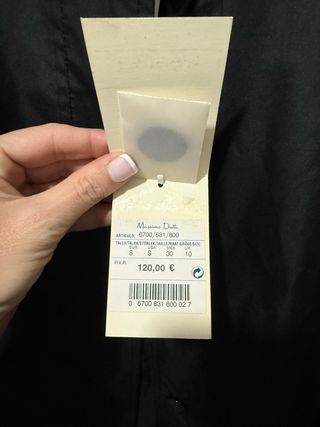 Massimo Dutti
ARTICULO: 6700/631/800
TALLA/TALHA/STORLEK/TAILLE/MAAT/GRÖßE/SIZE
EUR USA MEX UK
S S 30 10
P.V.P. 120,00 €
0 6700 631 800 02 7